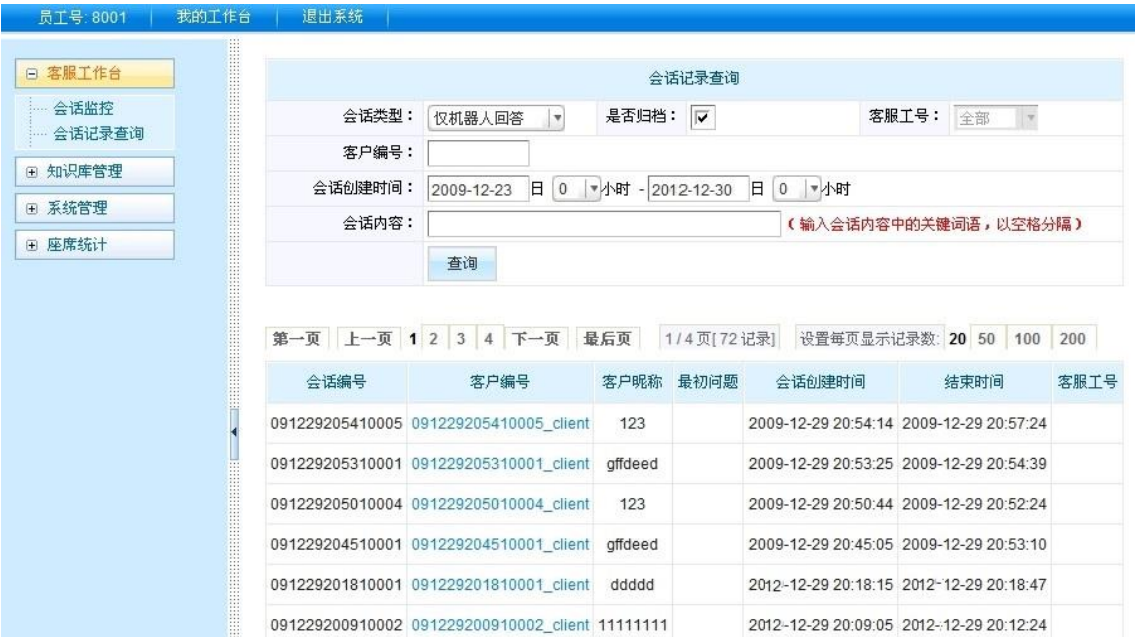 员工号: 8001 我的工作台 退出系统
客服工作台
会话监控
会话记录查询
知识库管理
系统管理
座席统计
会话记录查询
会话类型： 仅机器人回答 是否归档： 客服工号： 全部
客户编号：
会话创建时间： 2009-12-23 日 0 小时 - 2012-12-30 日 0 小时
会话内容： （输入会话内容中的关键词语，以空格分隔）
查询
第一页 上一页 1 2 3 4 下一页 最后页 1 / 4 页[ 72 记录] 设置每页显示记录数: 20 50 100 200
会话编号 客户编号 客户昵称 最初问题 会话创建时间 结束时间 客服工号
091229205410005 091229205410005_client 123 2009-12-29 20:54:14 2009-12-29 20:57:24
091229205310001 091229205310001_client gffdeed 2009-12-29 20:53:25 2009-12-29 20:54:39
091229205010004 091229205010004_client 123 2009-12-29 20:50:44 2009-12-29 20:52:24
091229204510001 091229204510001_client gffdeed 2009-12-29 20:45:05 2009-12-29 20:53:10
091229201810001 091229201810001_client ddddd 2012-12-29 20:18:15 2012-12-29 20:18:47
091229200910002 091229200910002_client 11111111 2012-12-29 20:09:05 2012-12-29 20:12:24